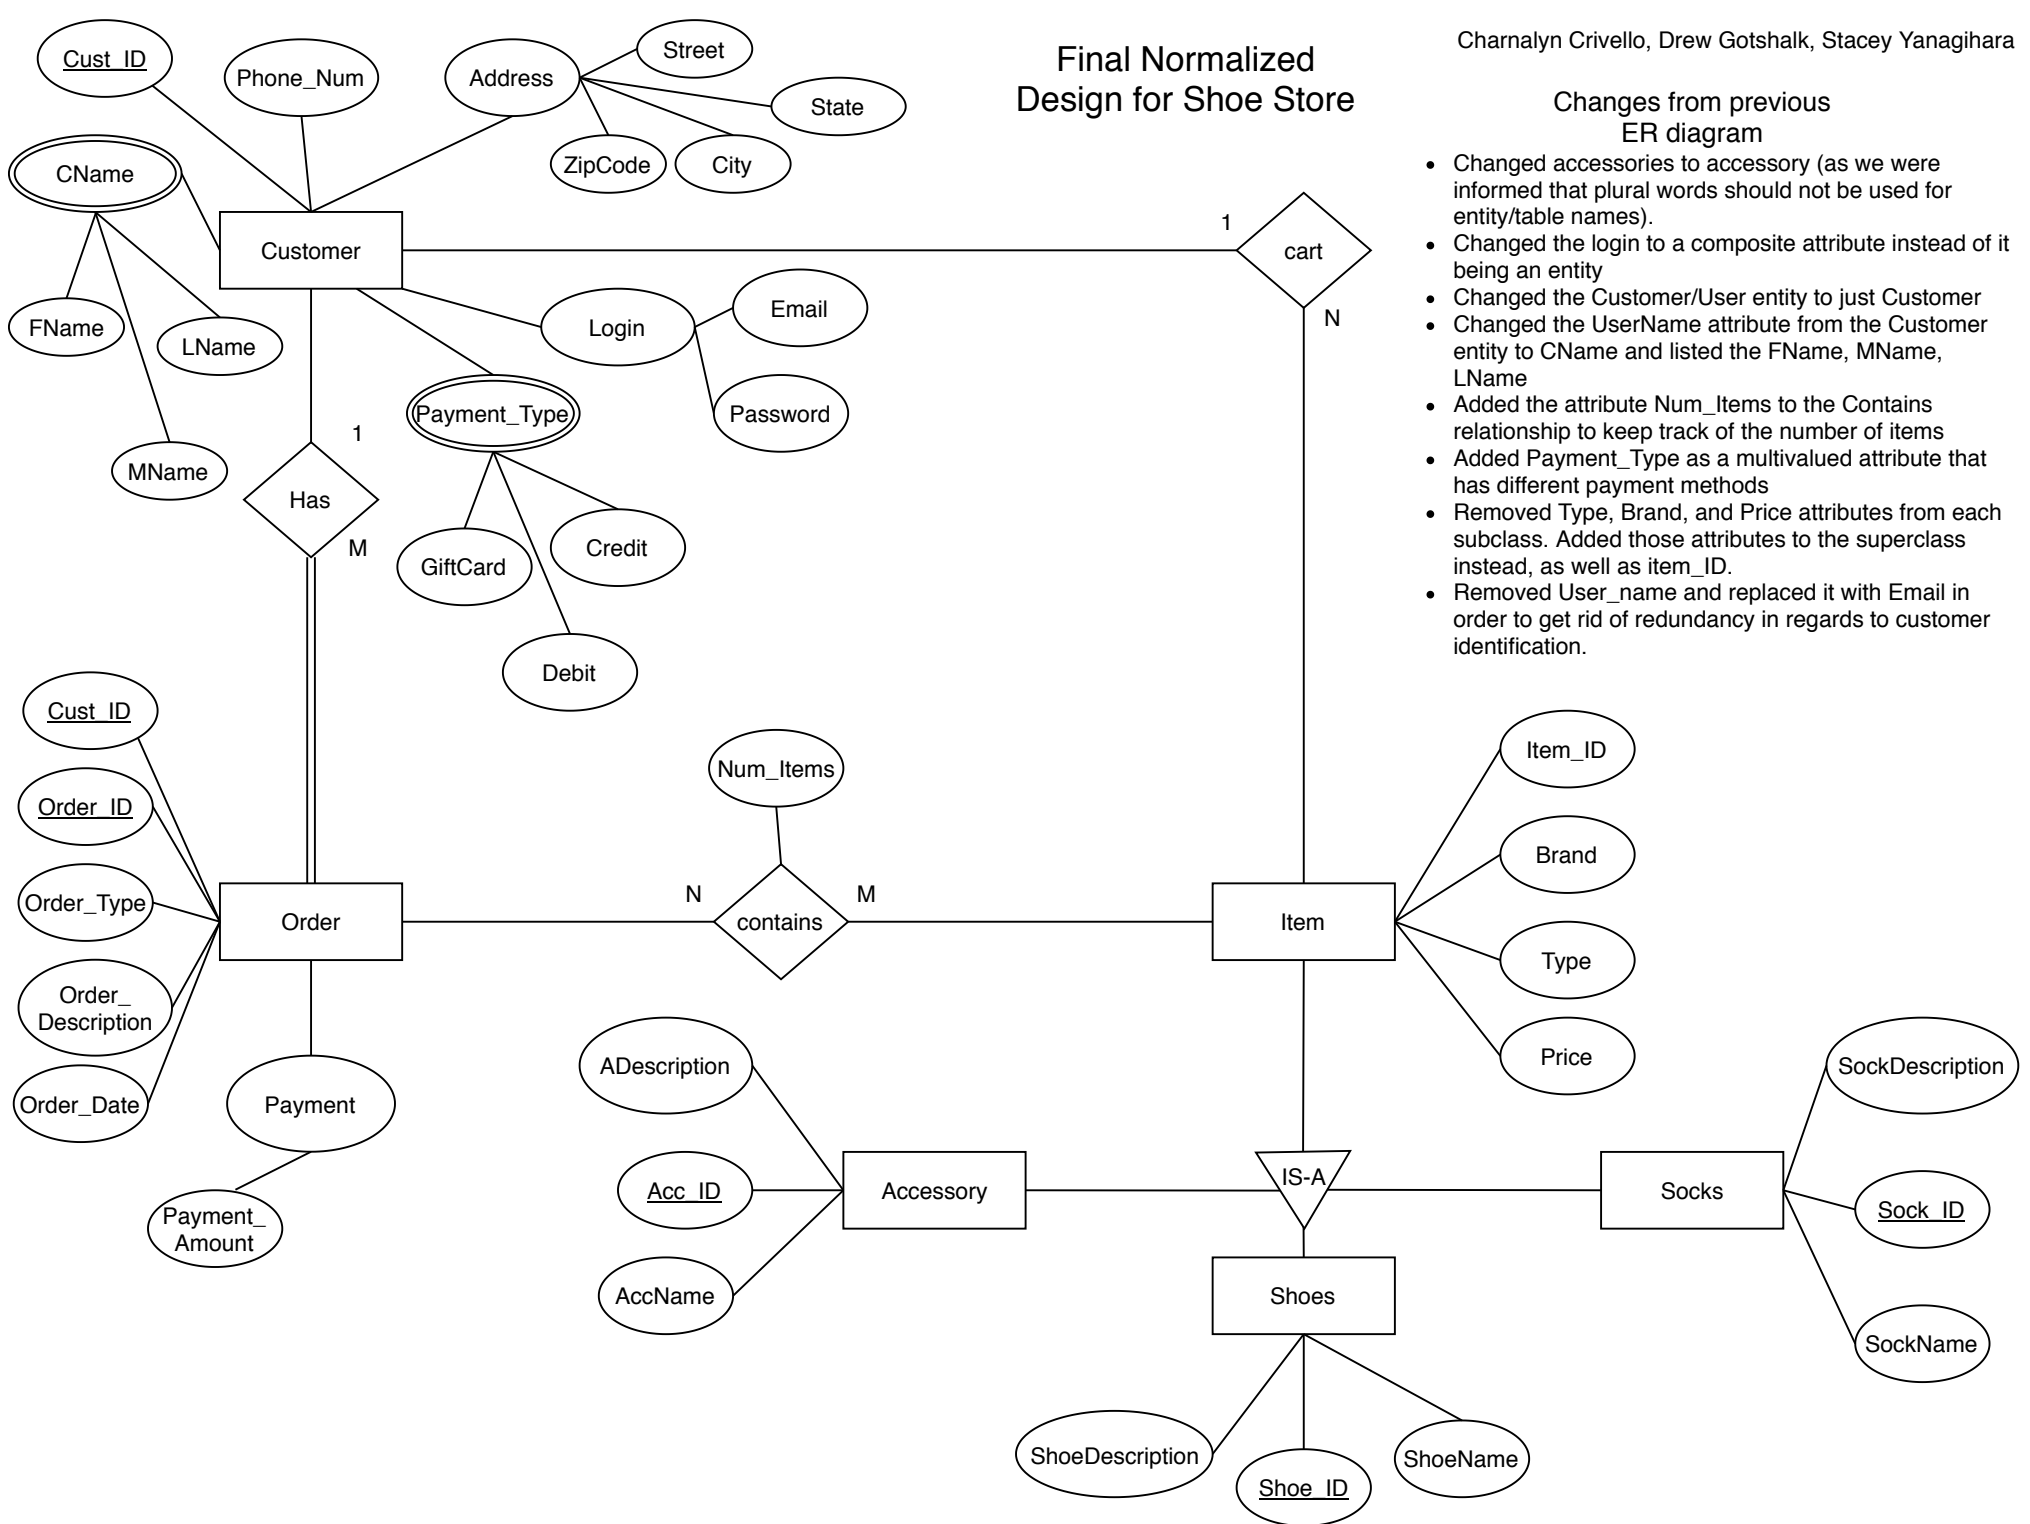 Charnalyn Crivello, Drew Gotshalk, Stacey Yanagihara
Final Normalized
Design for Shoe Store
Changes from previous
ER diagram
• Changed accessories to accessory (as we were
informed that plural words should not be used for
entity/table names).
• Changed the login to a composite attribute instead of it
being an entity
• Changed the Customer/User entity to just Customer
• Changed the UserName attribute from the Customer
entity to CName and listed the FName, MName,
LName
• Added the attribute Num_Items to the Contains
relationship to keep track of the number of items
• Added Payment_Type as a multivalued attribute that
has different payment methods
• Removed Type, Brand, and Price attributes from each
subclass. Added those attributes to the superclass
instead, as well as item_ID.
• Removed User_name and replaced it with Email in
order to get rid of redundancy in regards to customer
identification.
Cust_ID
Phone_Num
Address
Street
State
ZipCode
City
CName
FName
LName
MName
Customer
1
cart
N
Login
Email
Password
Payment_Type
GiftCard
Credit
Debit
1
Has
M
Cust_ID
Order_ID
Order_Type
Order_
Description
Order_Date
Order
Payment
Payment_
Amount
Num_Items
N
contains
M
Item
Item_ID
Brand
Type
Price
IS-A
ADescription
Acc_ID
AccName
Accessory
Socks
SockDescription
Sock_ID
SockName
Shoes
ShoeDescription
Shoe_ID
ShoeName